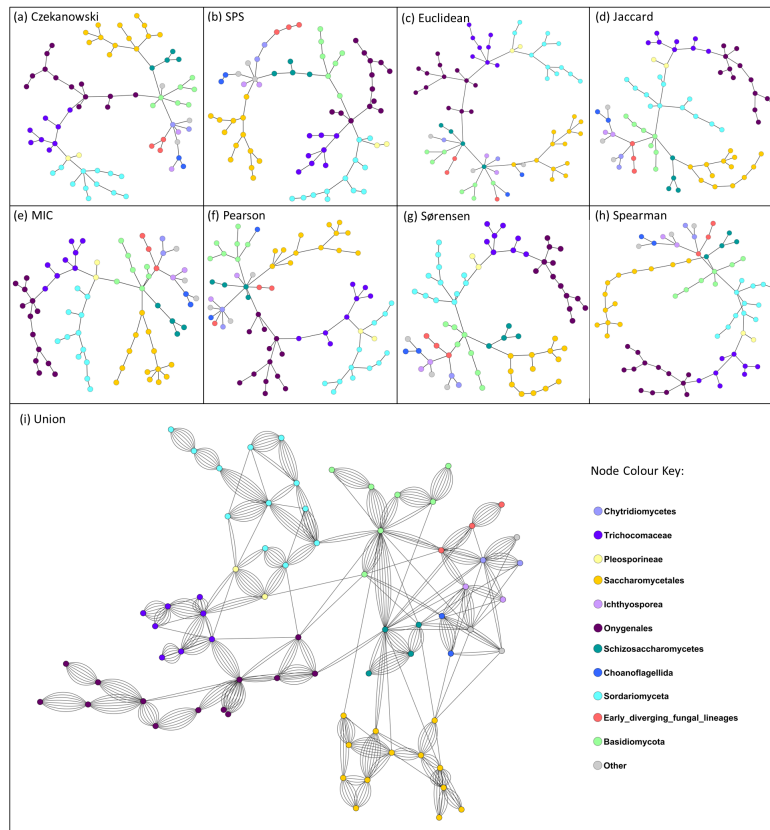 (a) Czekanowski
(b) SPS
(c) Euclidean
(d) Jaccard
(e) MIC
(f) Pearson
(g) Sørensen
(h) Spearman
(i) Union
Node Colour Key:
Chytridiomycetes
Trichocomaceae
Pleosporineae
Saccharomycetales
Ichthyosporea
Onygenales
Schizosaccharomycetes
Choanoflagellida
Sordariomyceta
Early_diverging_fungal_lineages
Basidiomycota
Other